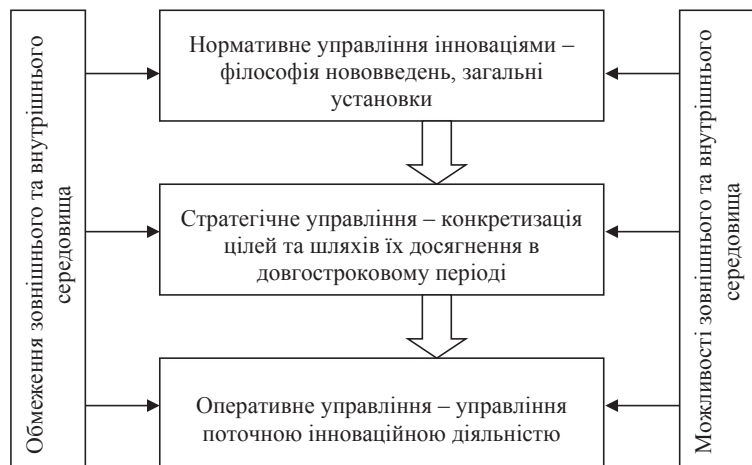 Обмеження зовнішнього та внутрішнього
середовища
Нормативне управління інноваціями –
філософія нововведень, загальні
установки
Стратегічне управління – конкретизація
цілей та шляхів їх досягнення в
довгостроковому періоді
Оперативне управління – управління
поточною інноваційною діяльністю
Можливості зовнішнього та внутрішнього
середовища